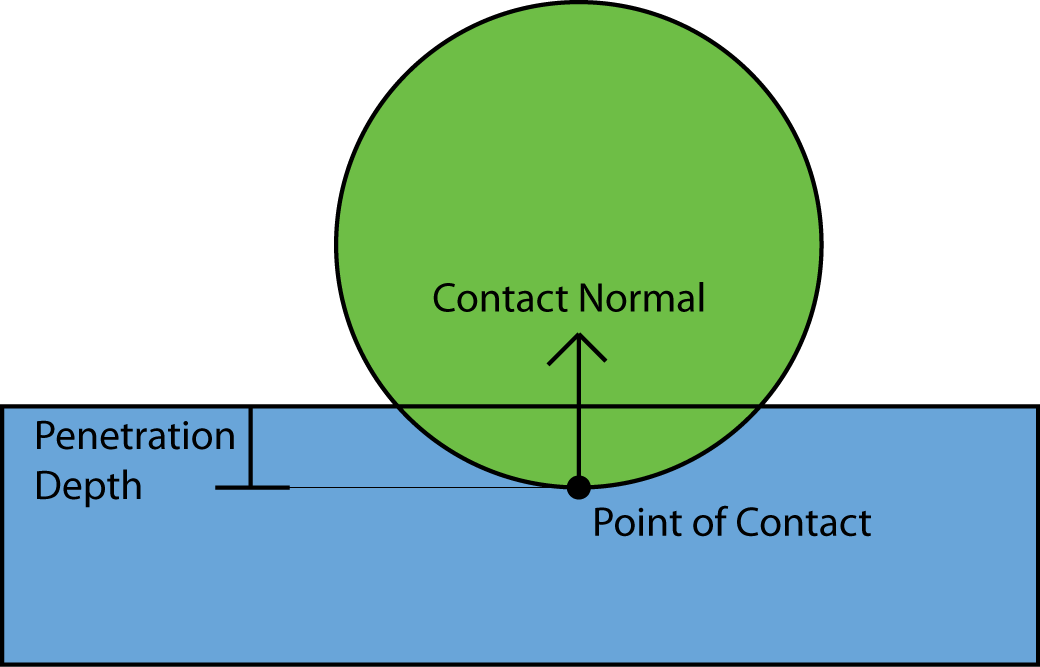 Contact Normal
Penetration
Depth
Point of Contact